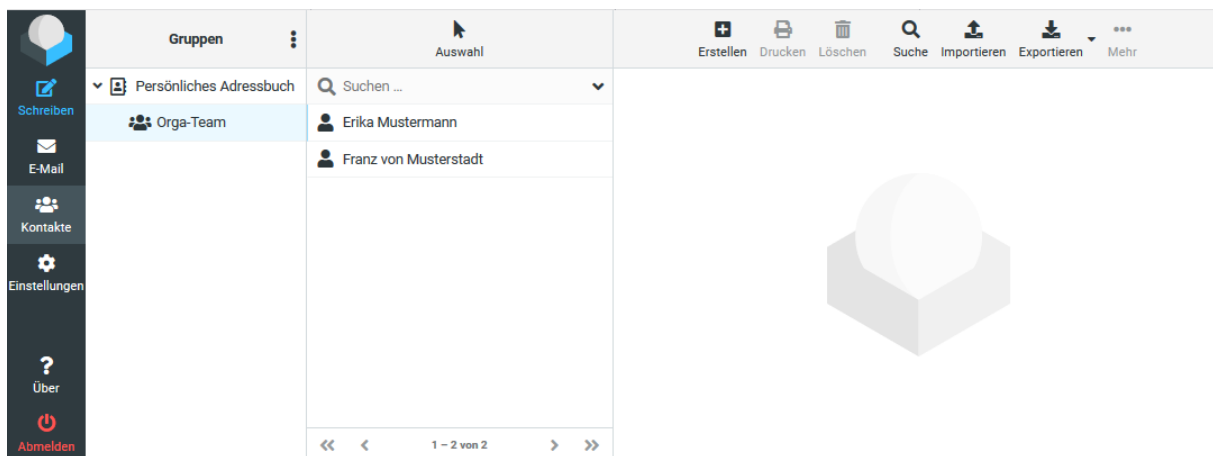 Gruppen
Auswahl
Erstellen Drucken Löschen Suche Importieren Exportieren Mehr
Schreiben
E-Mail
Kontakte
Einstellungen
Über
Abmelden
Persönliches Adressbuch
Orga-Team
Suchen ...
Erika Mustermann
Franz von Musterstadt
1 – 2 von 2